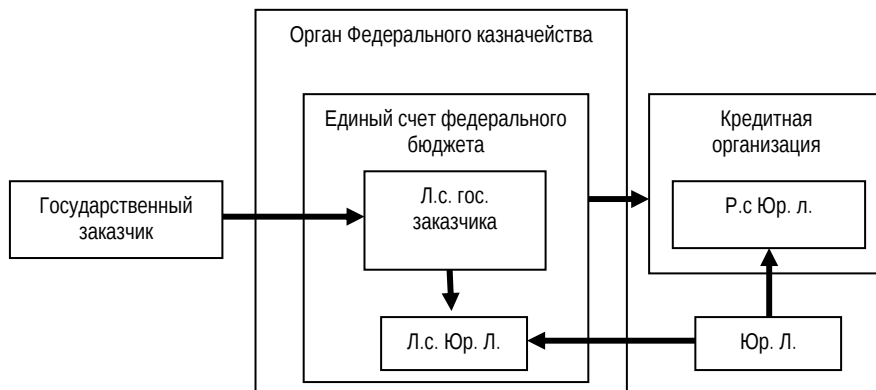 Орган Федерального казначейства
Единый счет федерального
бюджета
Кредитная
организация
Государственный
заказчик
Л.с. гос.
заказчика
Р.с Юр. л.
Л.с. Юр. Л.
Юр. Л.